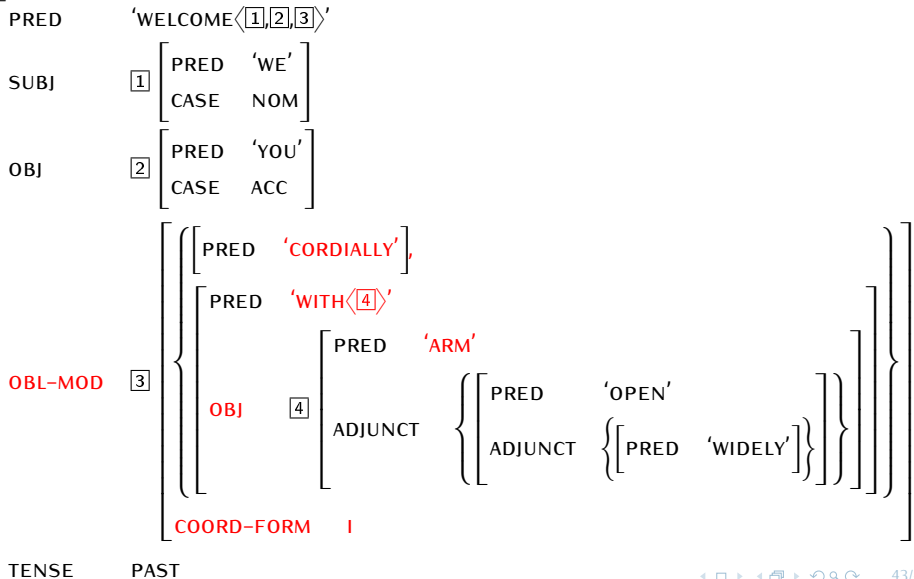 PRED ‘WELCOME⟨1,2,3⟩’
SUBJ 1 PRED ‘WE’
CASE NOM
OBJ 2 PRED ‘YOU’
CASE ACC
OBL-MOD 3 PRED ‘CORDIALLY’,
PRED ‘WITH⟨4⟩’
OBJ 4 PRED ‘ARM’
ADJUNCT PRED ‘OPEN’
ADJUNCT PRED ‘WIDELY’
COORD-FORM I
TENSE PAST
43/